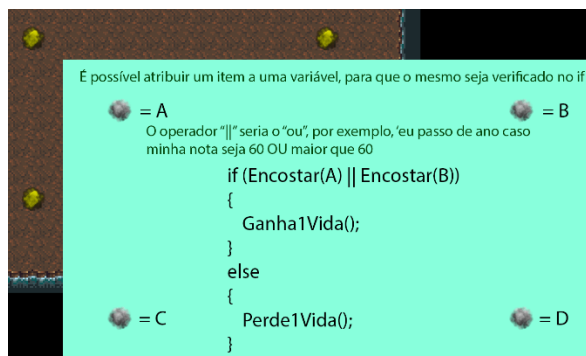 É possível atribuir um item a uma variável, para que o mesmo seja verificado no if
= A
= B
O operador "||" seria o "ou", por exemplo, 'eu passo de ano caso
minha nota seja 60 OU maior que 60
if (Encostar(A) || Encostar(B))
{
Ganha1Vida();
}
else
{
= C
Perde1Vida();
= D
}